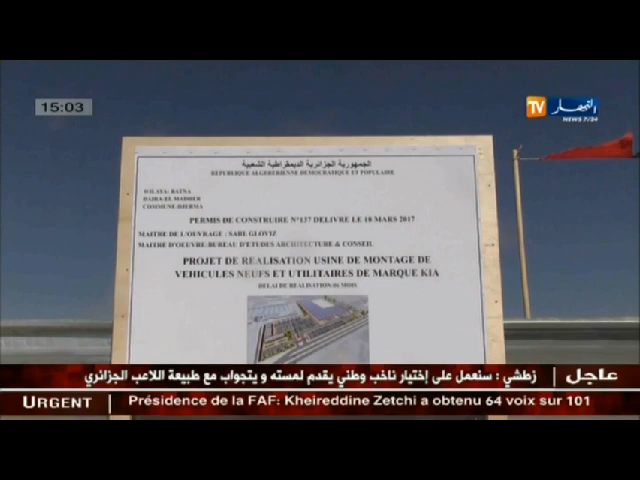 15:03
TV النهار
NEWS 7/24
الجمهورية الجزائرية الديمقراطية الشعبية
REPUBLIQUE ALGERIENNE DEMOCRATIQUE ET POPULAIRE
WILAYA: BATNA
DAIRA: EL MADHER
COMMUNE: DJERMA
PERMIS DE CONSTRUIRE N°137 DELIVRE LE 18 MARS 2017
MAITRE DE L'OUVRAGE : SARL GLOVIZ
MAITRE D'OEUVRE: BUREAU D'ETUDES ARCHITECTURE & CONSEIL
PROJET DE REALISATION USINE DE MONTAGE DE
VEHICULES NEUFS ET UTILITAIRES DE MARQUE KIA
DELAI DE REALISATION: 06 MOIS
عاجل زطشي : سنعمل على إختيار ناخب وطني يقدم لمسته و يتجواب مع طبيعة اللاعب الجزائري
URGENT Présidence de la FAF: Kheireddine Zetchi a obtenu 64 voix sur 101